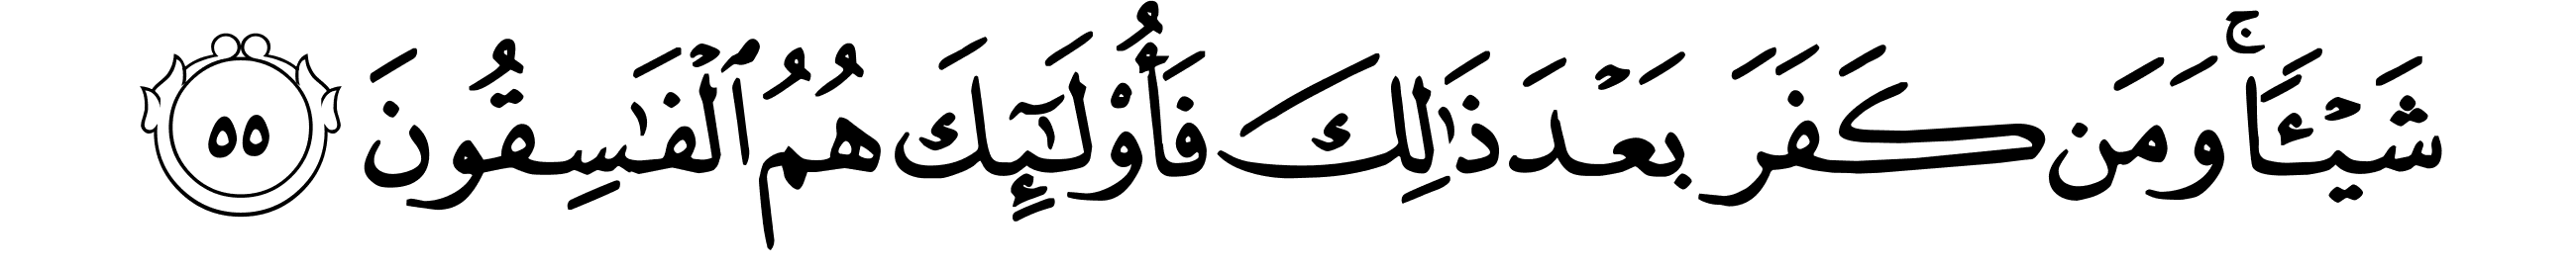 شَيْـًٔاۚ وَمَن كَفَرَ بَعْدَ ذَٰلِكَ فَأُو۟لَـٰٓئِكَ هُمُ ٱلْفَـٰسِقُونَ ٥٥